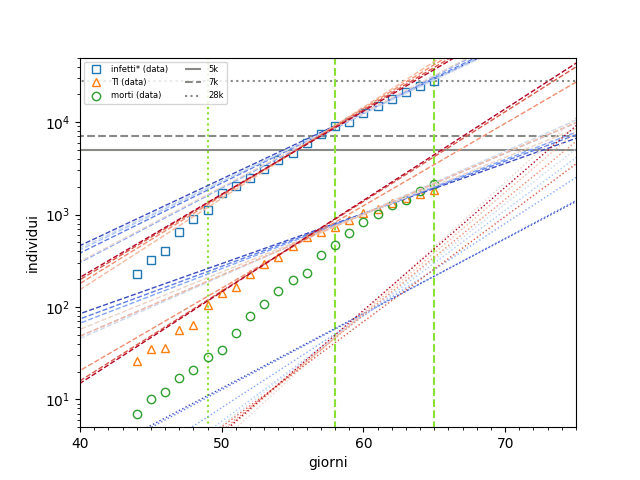 infetti* (data)
TI (data)
morti (data)
5k
7k
28k
individui
10⁴
10³
10²
10¹
40
50
60
70
giorni